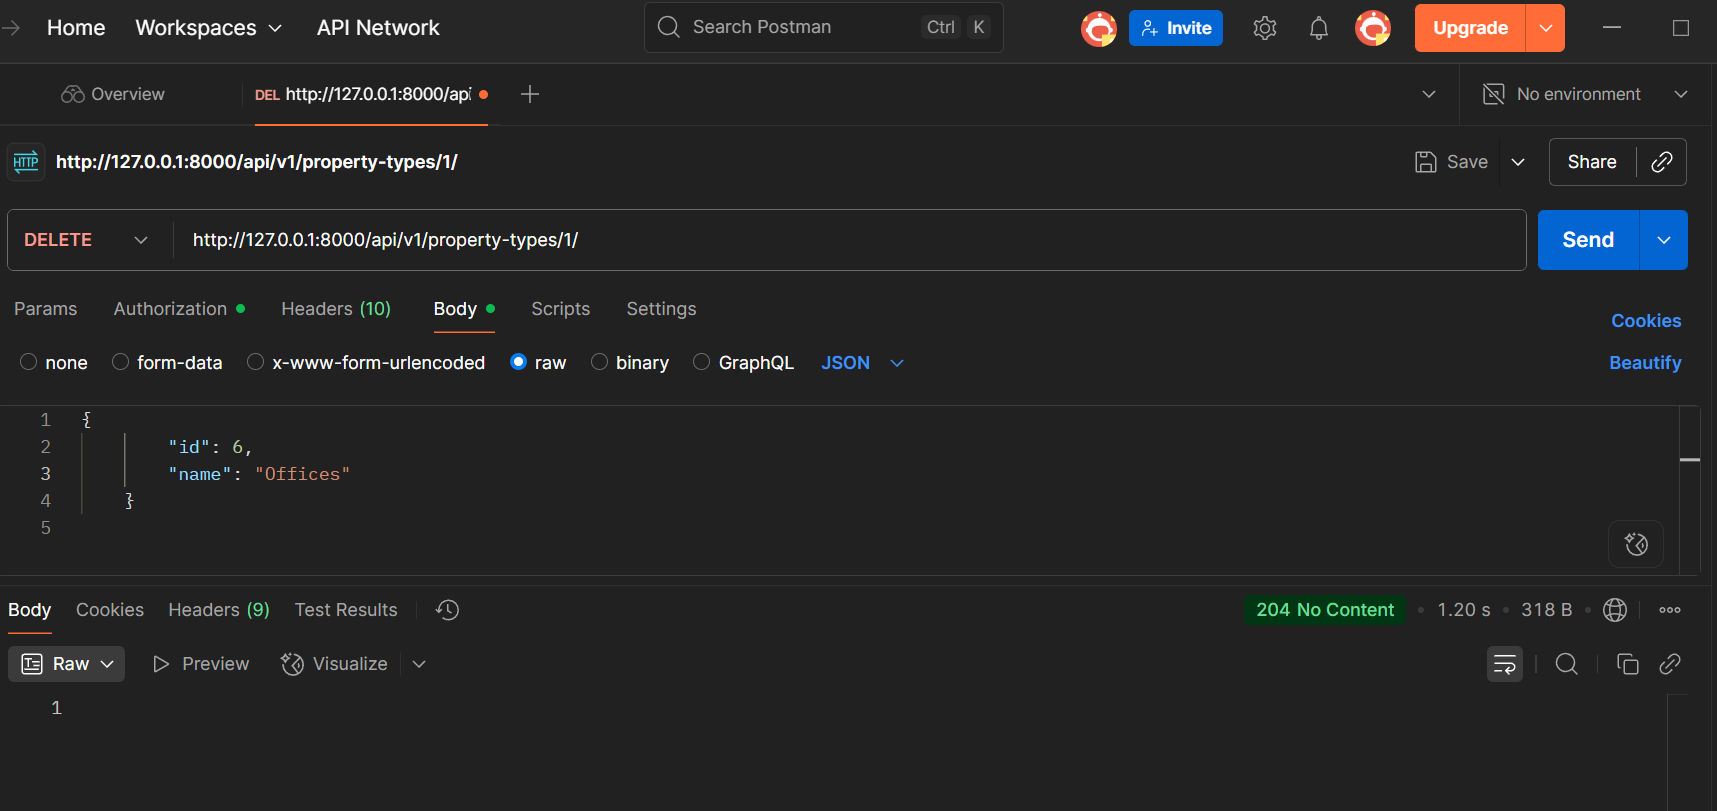 Home Workspaces API Network Search Postman Ctrl K Invite Upgrade
Overview DEL http://127.0.0.1:8000/api No environment
HTTP http://127.0.0.1:8000/api/v1/property-types/1/ Save Share
DELETE http://127.0.0.1:8000/api/v1/property-types/1/ Send
Params Authorization Headers (10) Body Scripts Settings Cookies
none form-data x-www-form-urlencoded raw binary GraphQL JSON Beautify
1 {
2 "id": 6,
3 "name": "Offices"
4 }
5
Body Cookies Headers (9) Test Results 204 No Content 1.20 s 318 B
Raw Preview Visualize
1